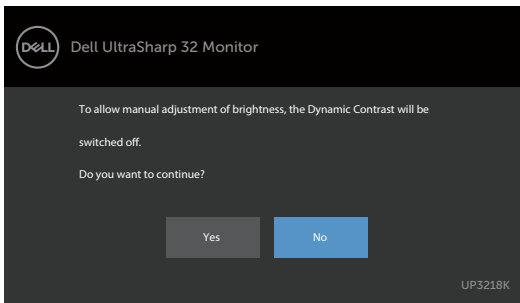 DELL
Dell UltraSharp 32 Monitor
To allow manual adjustment of brightness, the Dynamic Contrast will be
switched off.
Do you want to continue?
Yes
No
UP3218K